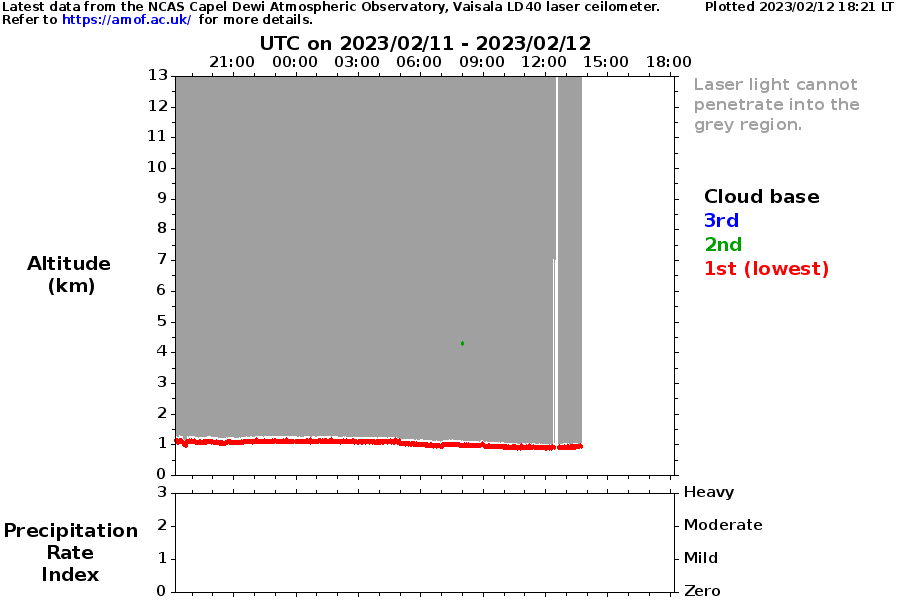 Latest data from the NCAS Capel Dewi Atmospheric Observatory, Vaisala LD40 laser ceilometer.
Plotted 2023/02/12 18:21 LT
Refer to https://amof.ac.uk/ for more details.
UTC on 2023/02/11 - 2023/02/12
21:00 00:00 03:00 06:00 09:00 12:00 15:00 18:00
13
12
11
10
9
8
7
6
5
4
3
2
1
0
Altitude
(km)
Laser light cannot
penetrate into the
grey region.
Cloud base
3rd
2nd
1st (lowest)
3
2
1
0
Precipitation
Rate
Index
Heavy
Moderate
Mild
Zero